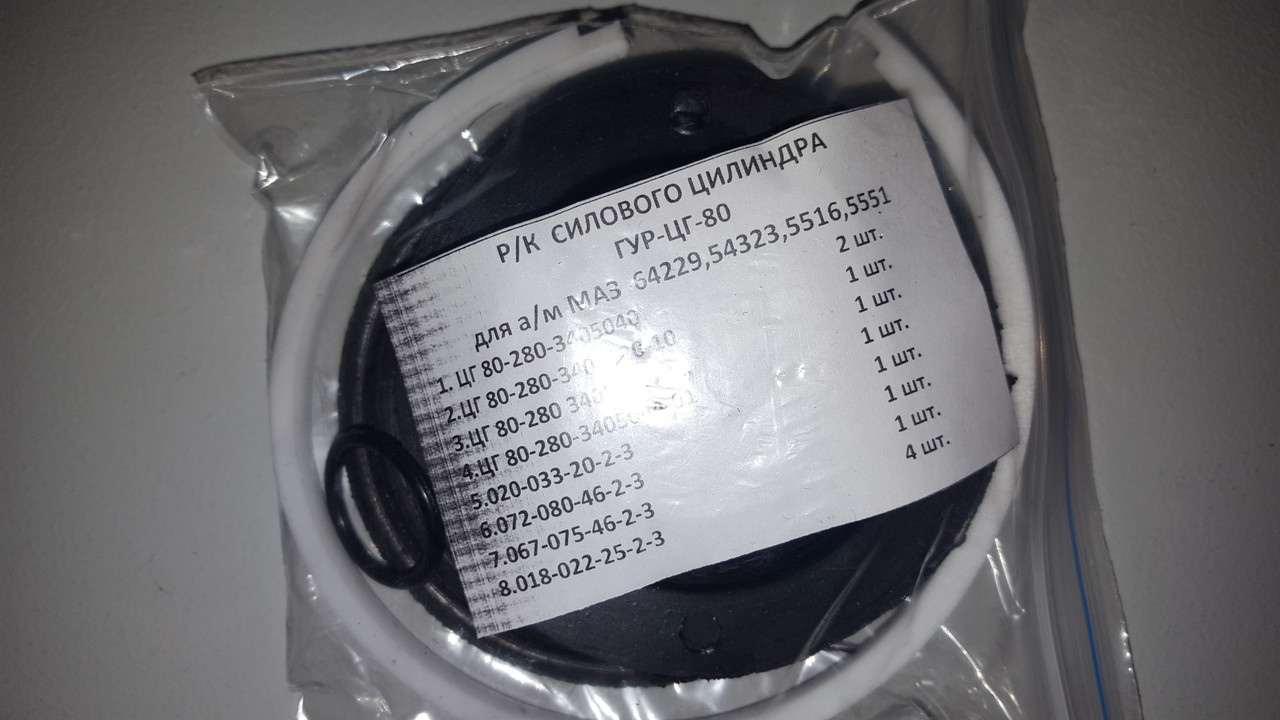 Р/К СИЛОВОГО ЦИЛИНДРА
ГУР-ЦГ-80
для а/м МАЗ 64229,54323,5516,5551
1. ЦГ 80-280-3405040 2 шт.
2.ЦГ 80-280-340 1 шт.
3.ЦГ 80-280 340 1 шт.
4.ЦГ 80-280-3405 1 шт.
5.020-033-20-2-3 1 шт.
6.072-080-46-2-3 1 шт.
7.067-075-46-2-3 1 шт.
8.018-022-25-2-3 4 шт.